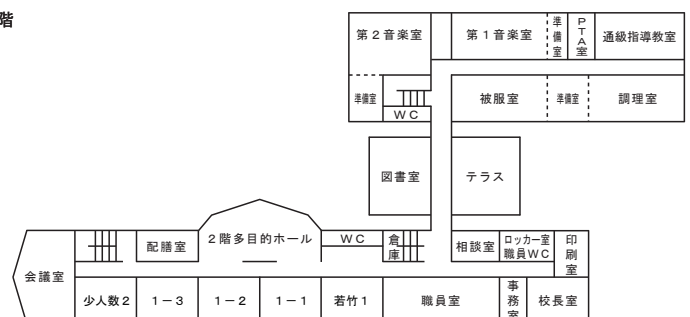 階
第２音楽室
第１音楽室
準備室
ＰＴＡ室
通級指導教室
準備室
ＷＣ
被服室
準備室
調理室
図書室
テラス
会議室
配膳室
２階多目的ホール
ＷＣ
倉庫
相談室
ロッカー室
職員ＷＣ
印刷室
少人数２
１－３
１－２
１－１
若竹１
職員室
事務室
校長室